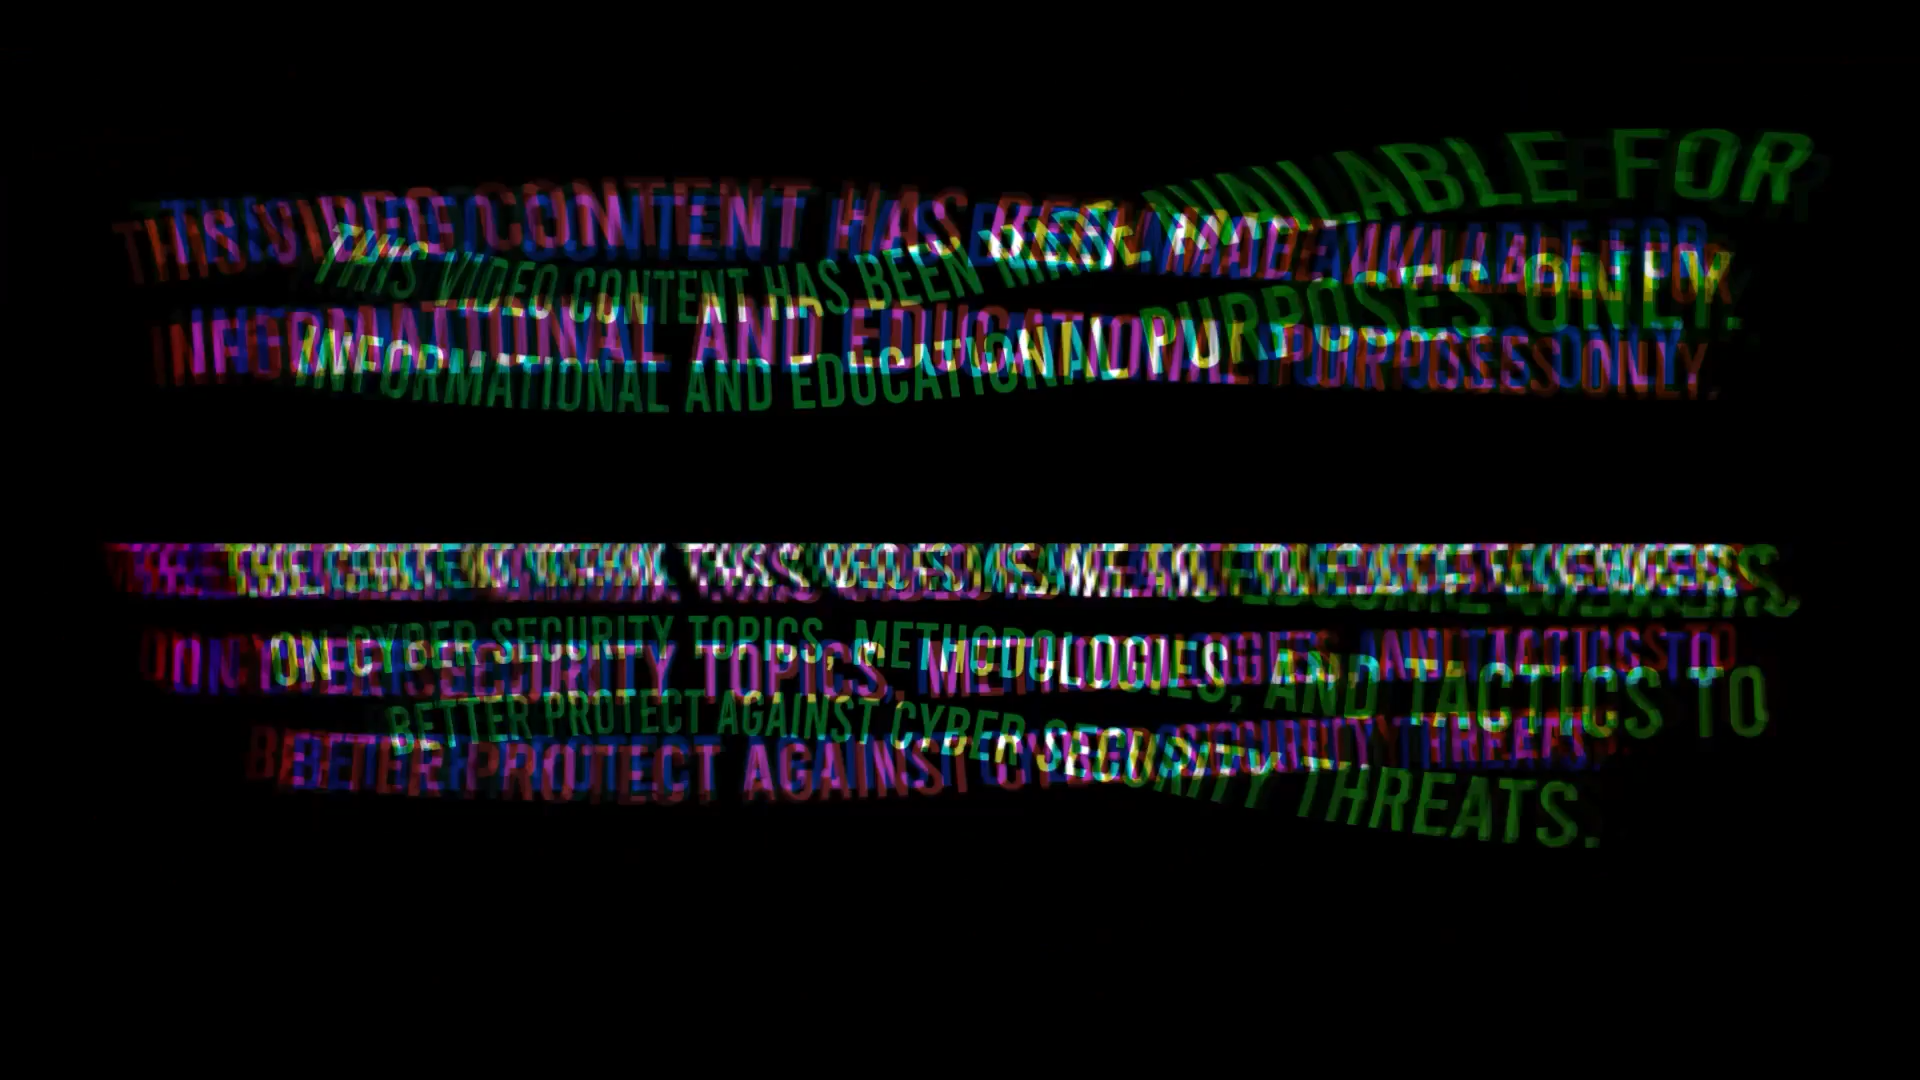 THIS VIDEO CONTENT HAS BEEN MADE AVAILABLE FOR
INFORMATIONAL AND EDUCATIONAL PURPOSES ONLY.
THE CONTENT WITHIN THIS VIDEO IS MEANT TO EDUCATE VIEWERS
ON CYBER SECURITY TOPICS, METHODOLOGIES, AND TACTICS TO
BETTER PROTECT AGAINST CYBER SECURITY THREATS.